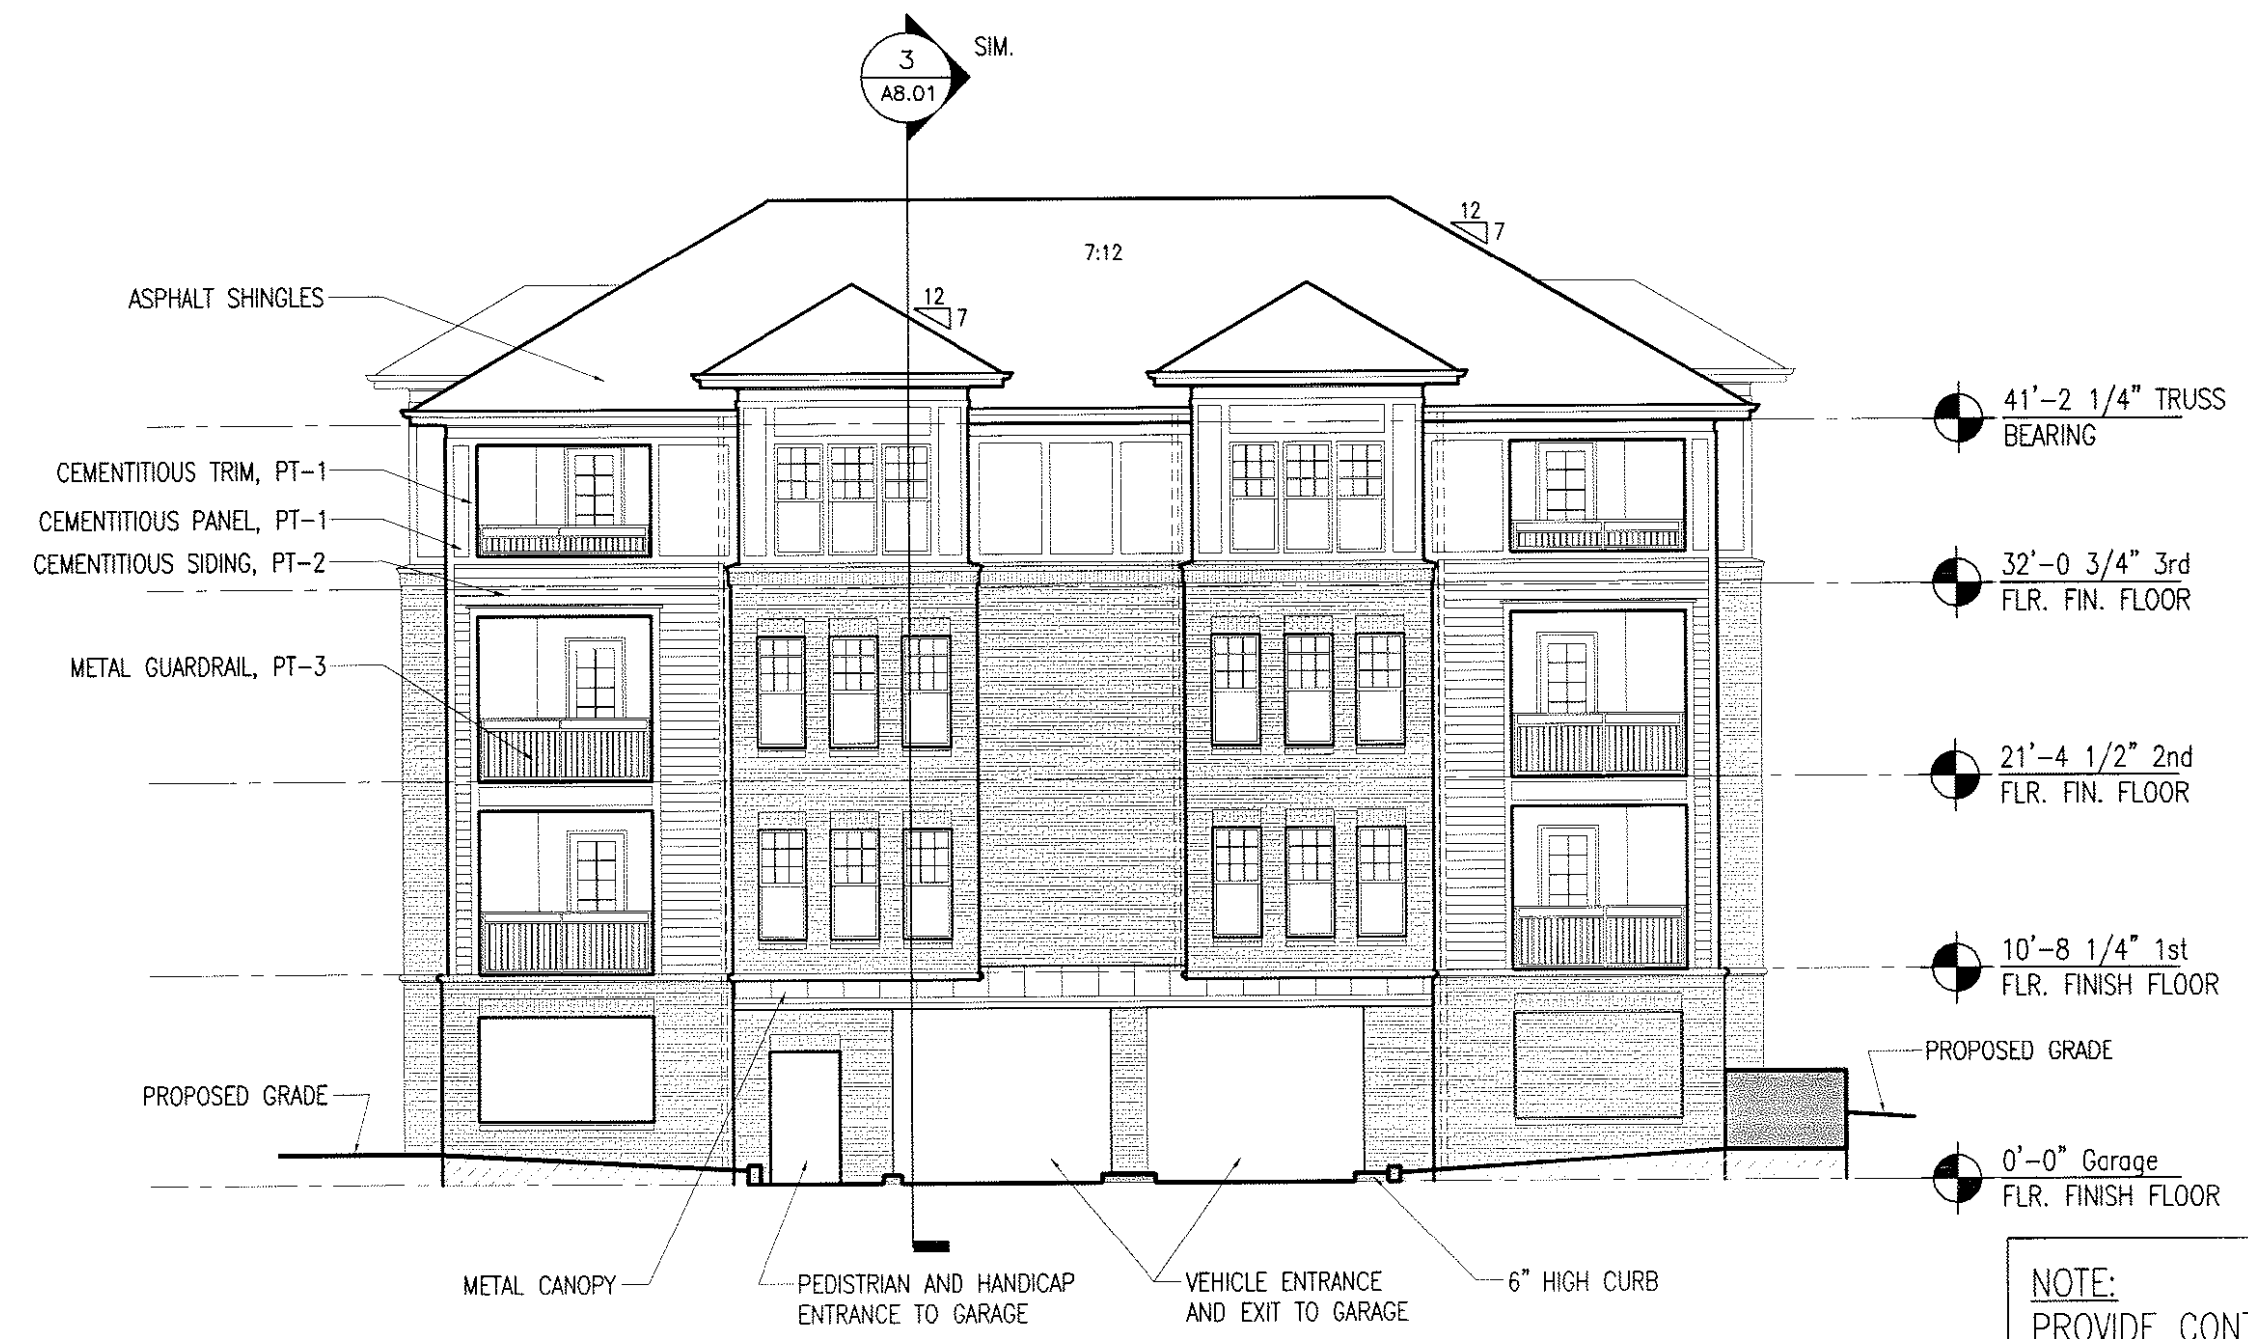 3
A8.01
SIM.
12
7
7:12
12
7
ASPHALT SHINGLES
41'-2 1/4" TRUSS
BEARING
CEMENTITIOUS TRIM, PT-1
CEMENTITIOUS PANEL, PT-1
CEMENTITIOUS SIDING, PT-2
32'-0 3/4" 3rd
FLR. FIN. FLOOR
METAL GUARDRAIL, PT-3
21'-4 1/2" 2nd
FLR. FIN. FLOOR
10'-8 1/4" 1st
FLR. FINISH FLOOR
PROPOSED GRADE
PROPOSED GRADE
0'-0" Garage
FLR. FINISH FLOOR
METAL CANOPY
PEDISTRIAN AND HANDICAP
ENTRANCE TO GARAGE
VEHICLE ENTRANCE
AND EXIT TO GARAGE
6" HIGH CURB
NOTE:
PROVIDE